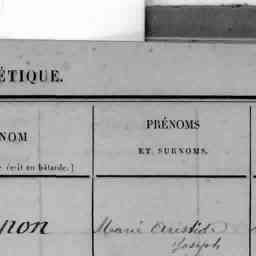 ÉTIQUE.
NOM
PRÉNOMS
ET SURNOMS.
écrit en bâtarde.]
non
Marie Aristide
Joseph